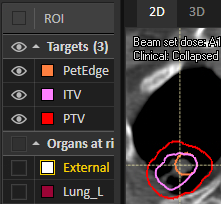 ROI
Targets (3)
PetEdge
ITV
PTV
Organs at ri
External
Lung_L
2D
3D
Beam set dose: A1
Clinical: Collapsed